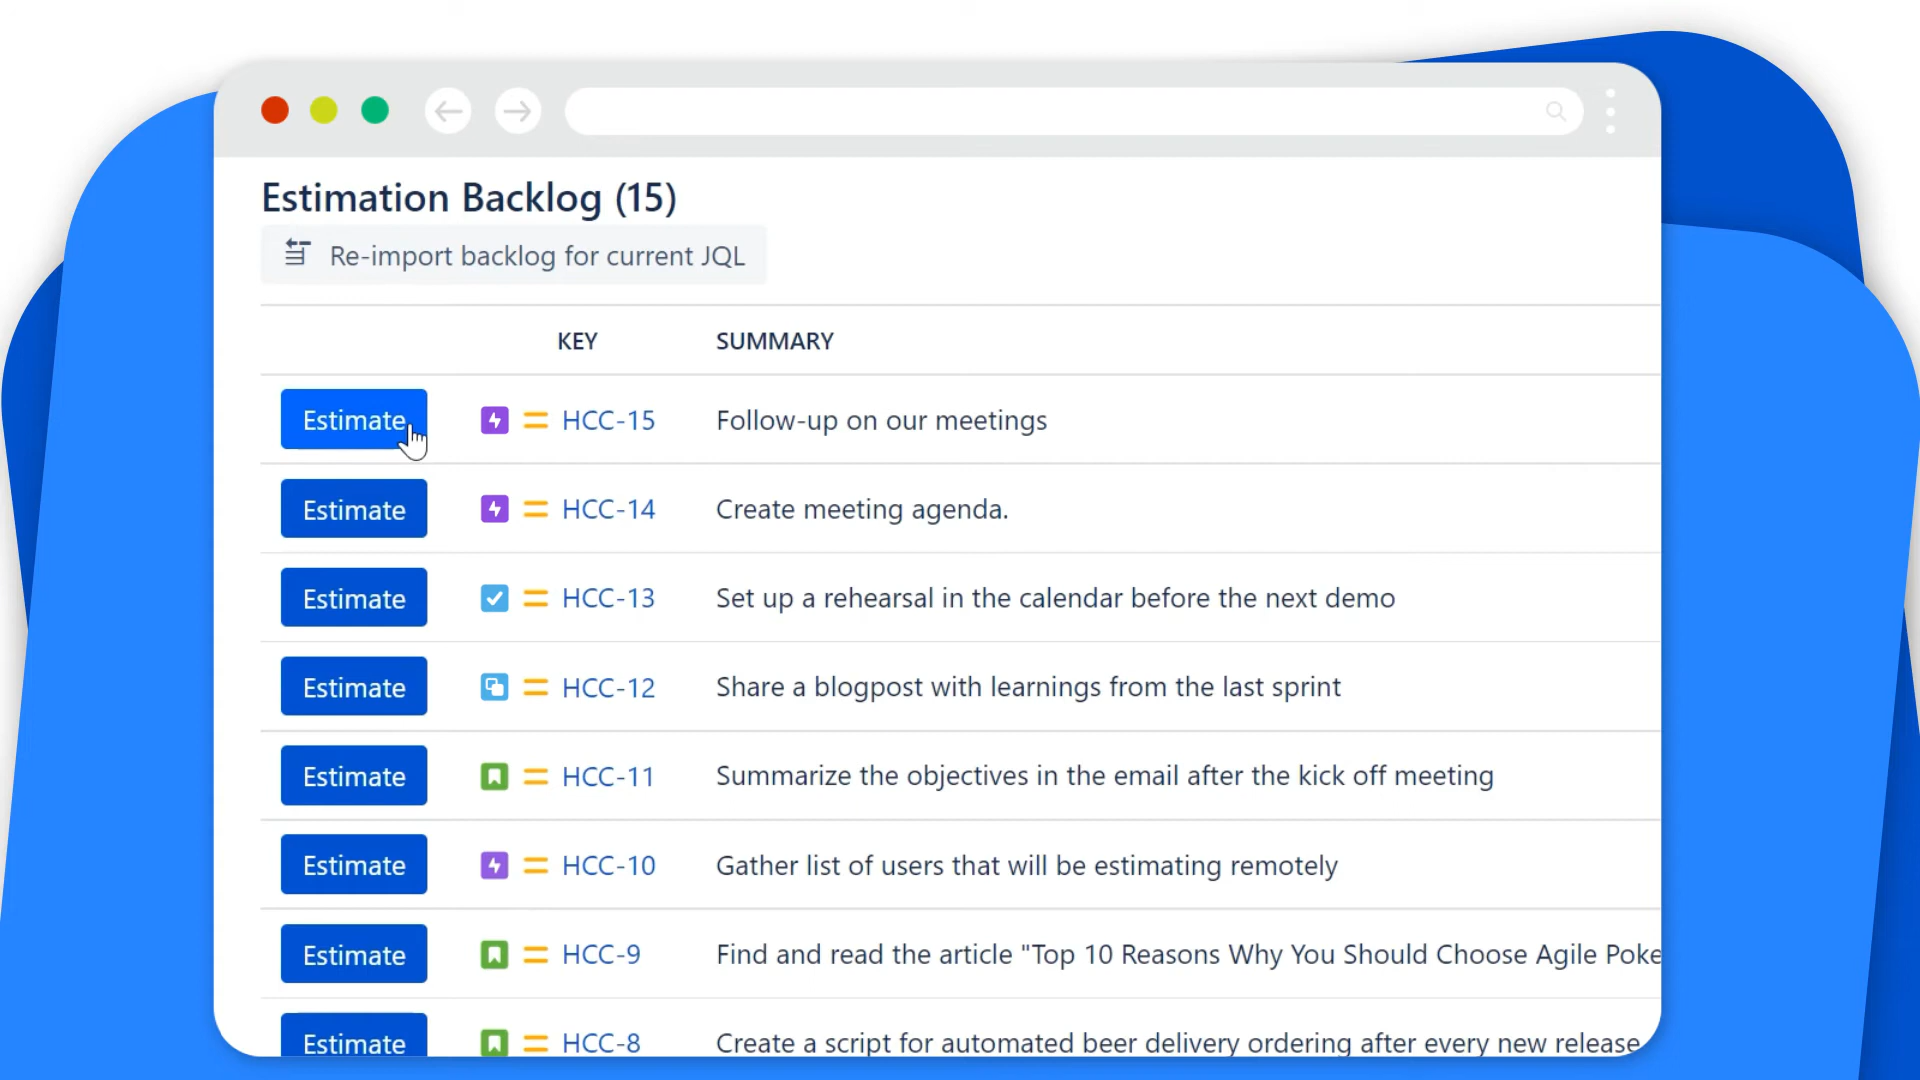 Estimation Backlog (15)
Re-import backlog for current JQL
KEY SUMMARY
Estimate HCC-15 Follow-up on our meetings
Estimate HCC-14 Create meeting agenda.
Estimate HCC-13 Set up a rehearsal in the calendar before the next demo
Estimate HCC-12 Share a blogpost with learnings from the last sprint
Estimate HCC-11 Summarize the objectives in the email after the kick off meeting
Estimate HCC-10 Gather list of users that will be estimating remotely
Estimate HCC-9 Find and read the article "Top 10 Reasons Why You Should Choose Agile Poke
Estimate HCC-8 Create a script for automated beer delivery ordering after every new release